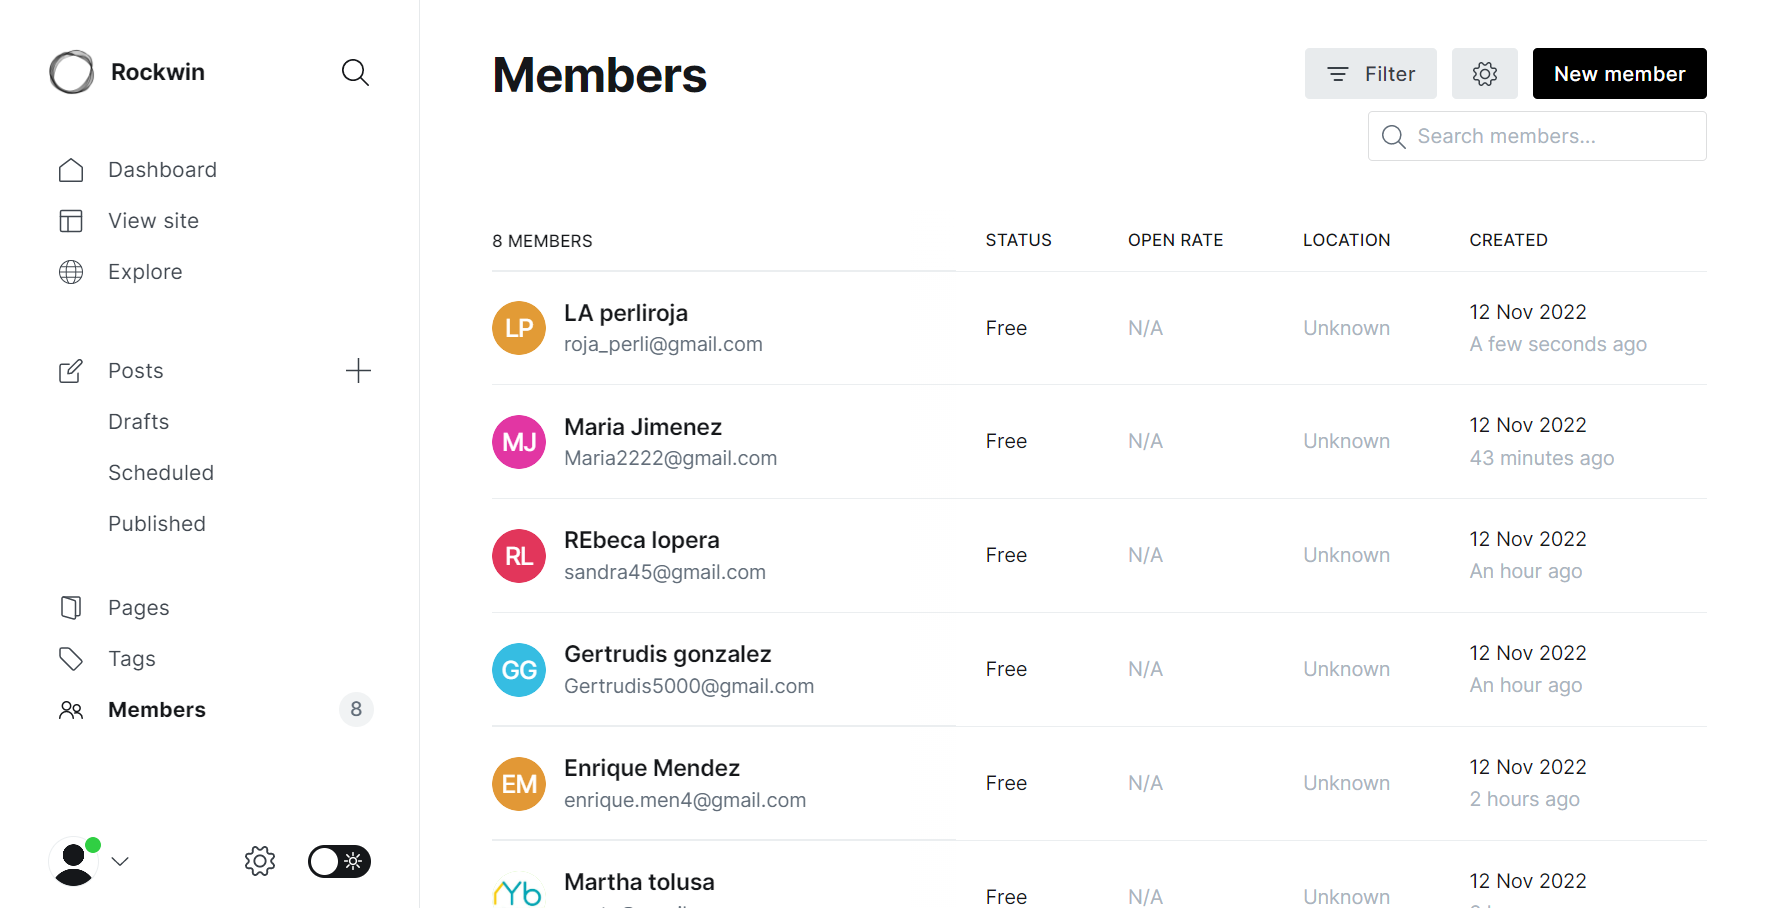 Rockwin
Dashboard
View site
Explore
Posts
Drafts
Scheduled
Published
Pages
Tags
Members 8
Members
Filter
New member
Search members...
8 MEMBERS STATUS OPEN RATE LOCATION CREATED
LP LA perliroja Free N/A Unknown 12 Nov 2022
roja_perli@gmail.com A few seconds ago
MJ Maria Jimenez Free N/A Unknown 12 Nov 2022
Maria2222@gmail.com 43 minutes ago
RL REbeca lopera Free N/A Unknown 12 Nov 2022
sandra45@gmail.com An hour ago
GG Gertrudis gonzalez Free N/A Unknown 12 Nov 2022
Gertrudis5000@gmail.com An hour ago
EM Enrique Mendez Free N/A Unknown 12 Nov 2022
enrique.men4@gmail.com 2 hours ago
Yb Martha tolusa Free N/A Unknown 12 Nov 2022